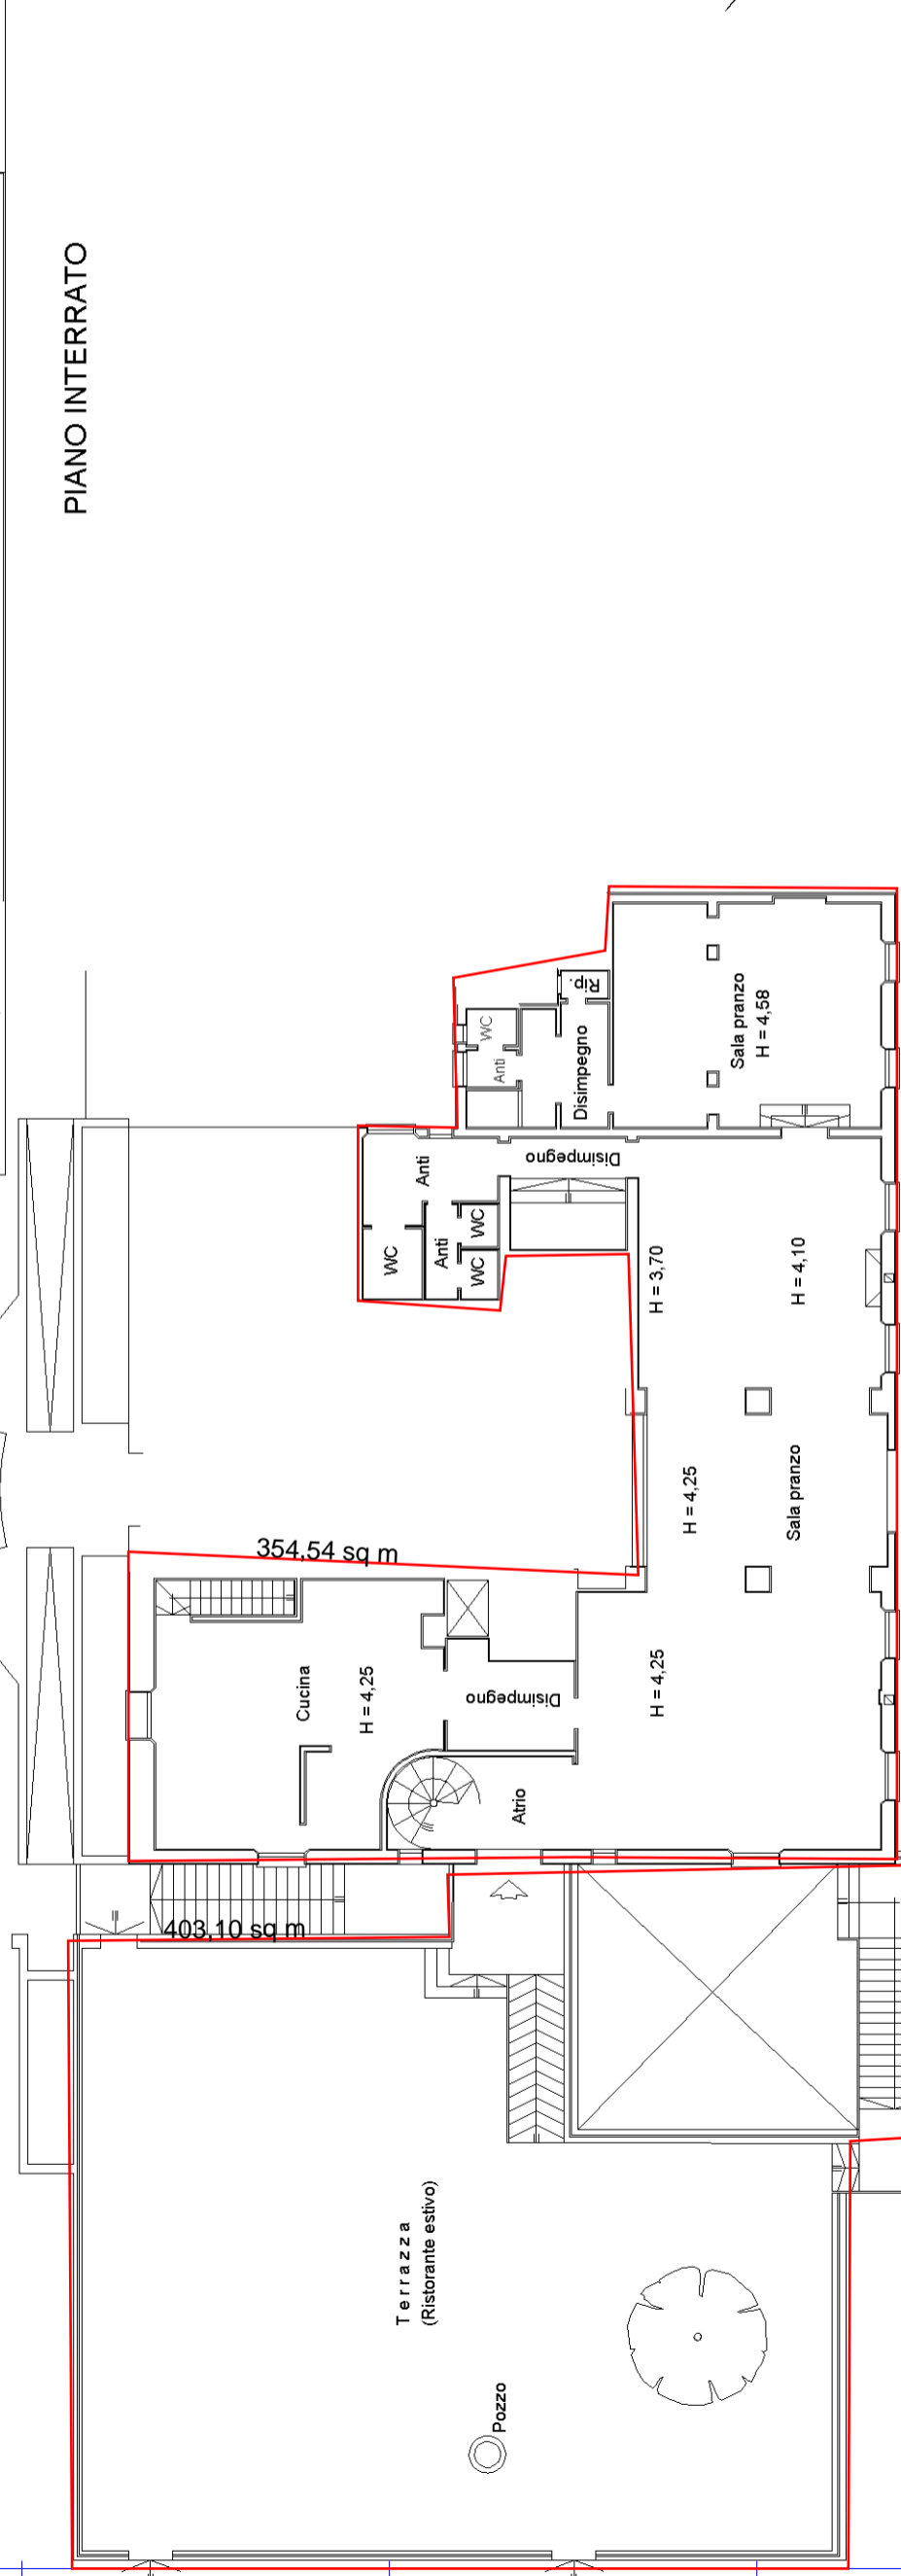 PIANO INTERRATO
Rip.
WC
Anti
Disimpegno
Sala pranzo
H = 4,58
Disimpegno
Anti
WC
Anti
WC
WC
H = 3,70
H = 4,10
H = 4,25
Sala pranzo
354,54 sq m
Cucina
H = 4,25
Disimpegno
H = 4,25
Atrio
403,10 sq m
Terrazza
(Ristorante estivo)
Pozzo